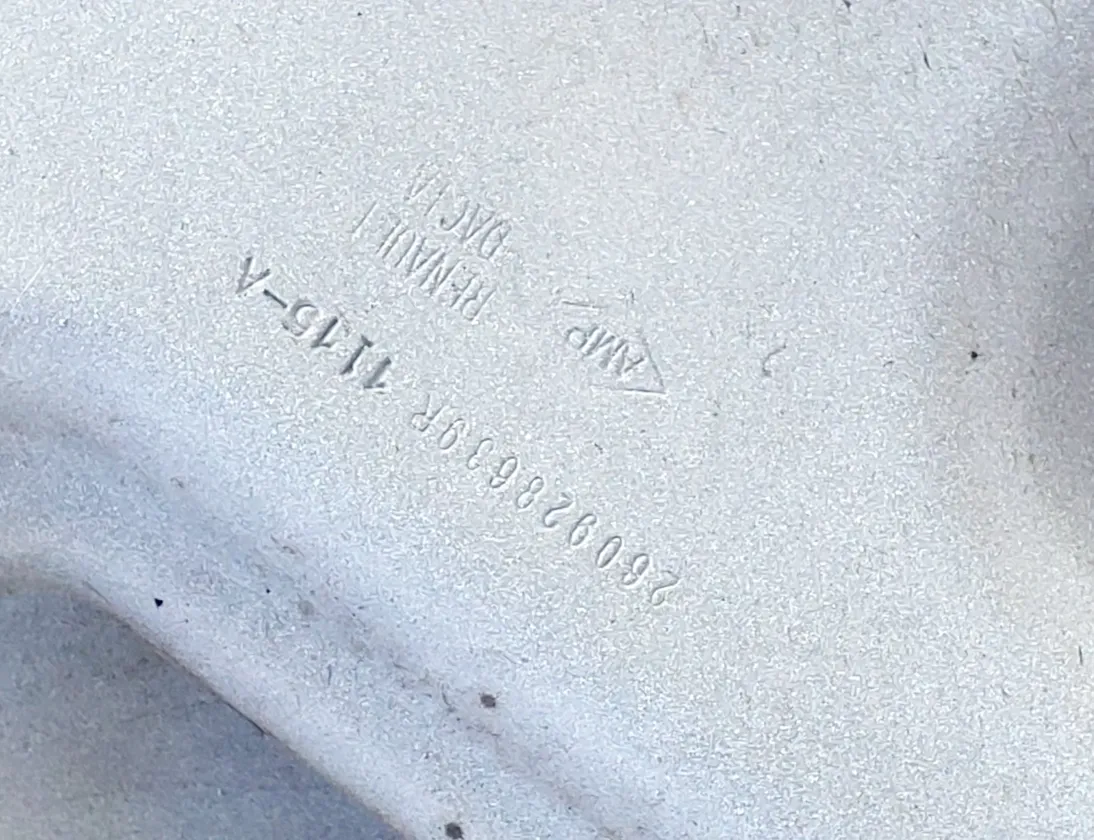 260928639R 1115-A
AMP
RENAULT
DACIA